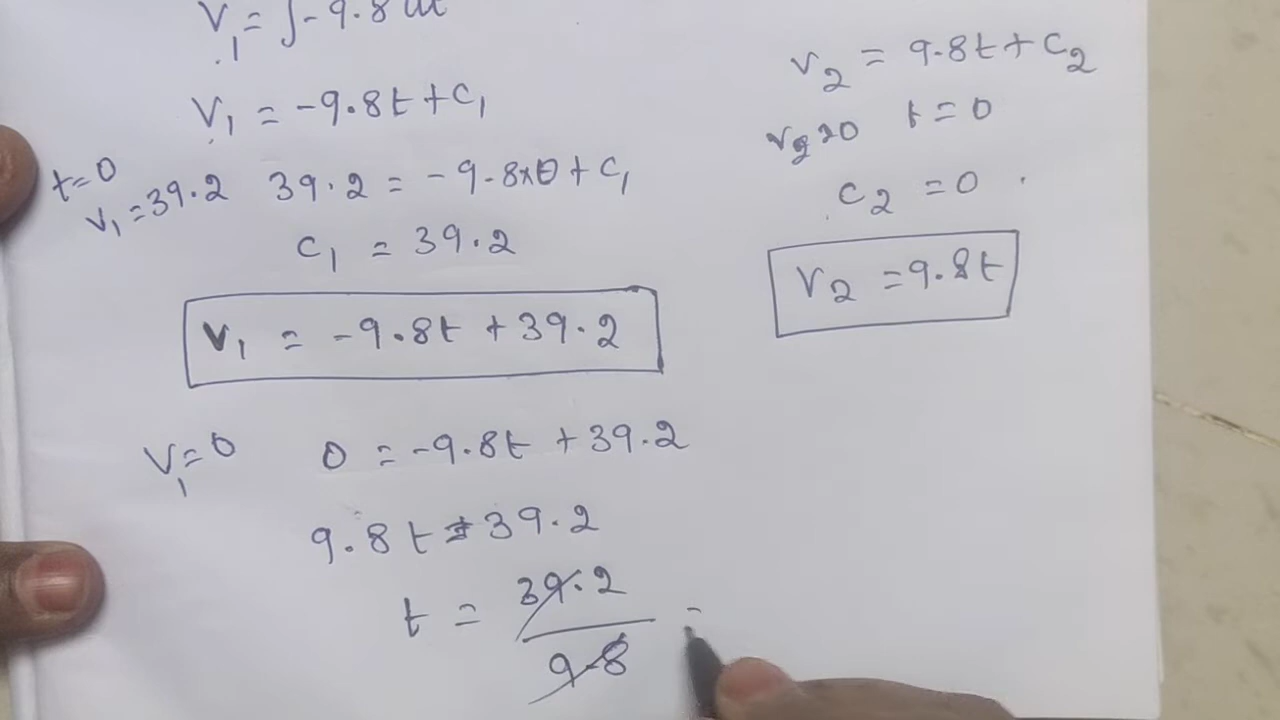 V₁ = ∫-9.8 dt
V₁ = -9.8t + C₁
t=0
V₁ = 39.2 39.2 = -9.8×0 + C₁
C₁ = 39.2
V₁ = -9.8t + 39.2
V₁ = 0 0 = -9.8t + 39.2
9.8t = 39.2
t = 39.2 / 9.8 =
V₂ = 9.8t + C₂
t = 0
C₂ = 0
V₂ = 9.8t